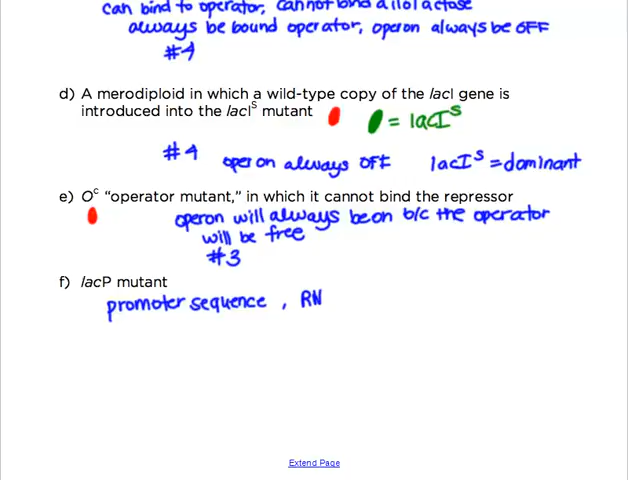 can bind to operator, cannot bind allolactose
always be bound operator, operon always be OFF
#4
d) A merodiploid in which a wild-type copy of the lacI gene is
introduced into the lacIS mutant = lacIS
#4 operon always OFF lacIS = dominant
e) Oc “operator mutant,” in which it cannot bind the repressor
operon will always be on b/c the operator
will be free
#3
f) lacP mutant
promoter sequence , RN
Extend Page